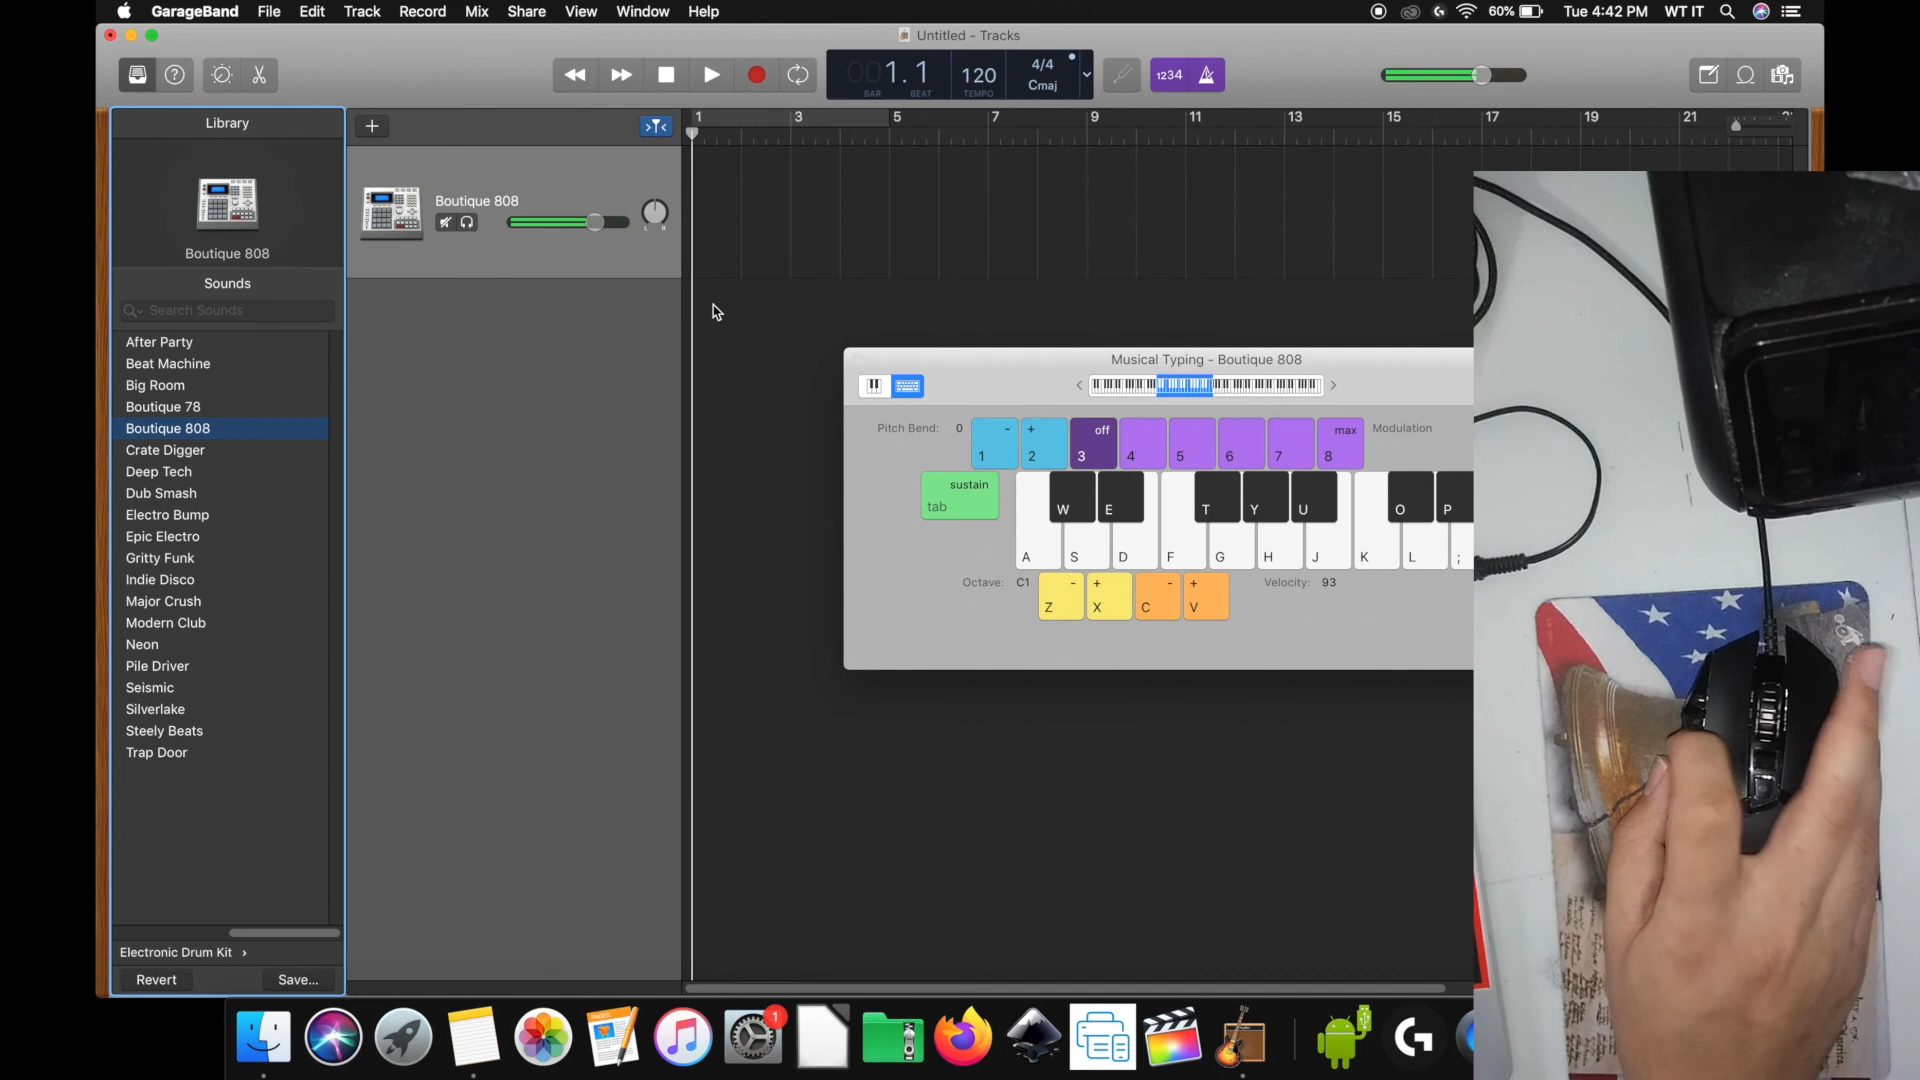 GarageBand File Edit Track Record Mix Share View Window Help 60% Tue 4:42 PM WT IT
Untitled - Tracks
001. 1
BAR BEAT
120
TEMPO
4/4
Cmaj
1234
Library
1 3 5 7 9 11 13 15 17 19 21
Boutique 808
Boutique 808
L R
Sounds
Search Sounds
After Party
Beat Machine
Big Room
Boutique 78
Boutique 808
Crate Digger
Deep Tech
Dub Smash
Electro Bump
Epic Electro
Gritty Funk
Indie Disco
Major Crush
Modern Club
Neon
Pile Driver
Seismic
Silverlake
Steely Beats
Trap Door
Electronic Drum Kit ›
Revert Save...
Musical Typing - Boutique 808
Pitch Bend: 0 - + off max Modulation
1 2 3 4 5 6 7 8
sustain
tab
W E T Y U O P
A S D F G H J K L ;
Octave: C1 - + - + Velocity: 93
Z X C V
PAGES
1